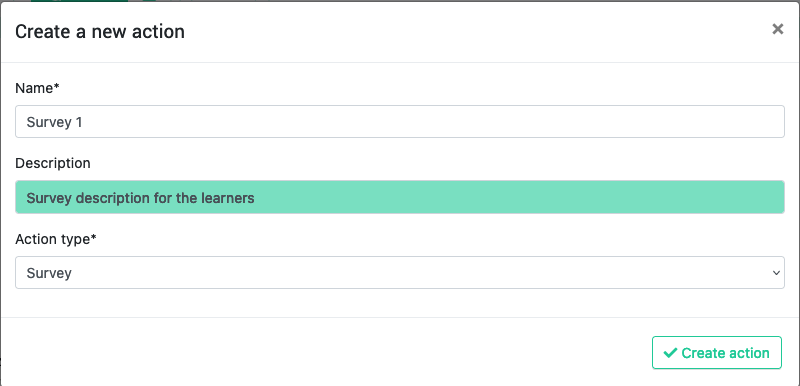 Create a new action
×
Name*
Survey 1
Description
Survey description for the learners
Action type*
Survey
Create action